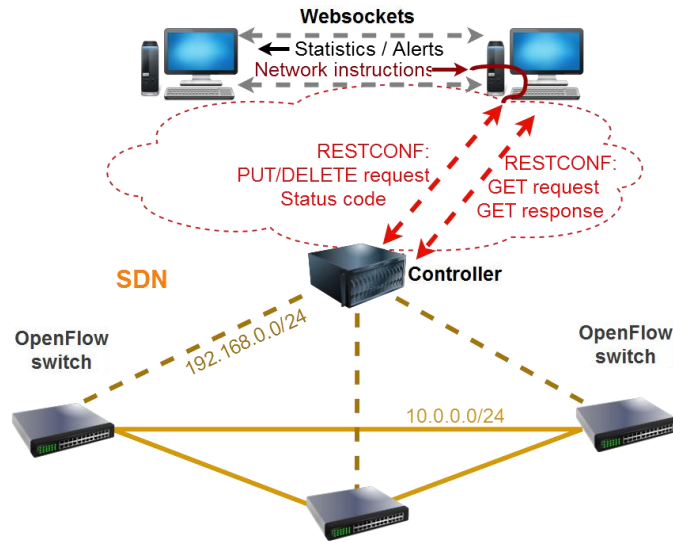 Websockets
Statistics / Alerts
Network instructions
RESTCONF:
PUT/DELETE request
Status code
RESTCONF:
GET request
GET response
Controller
SDN
OpenFlow
switch
192.168.0.0/24
OpenFlow
switch
10.0.0.0/24